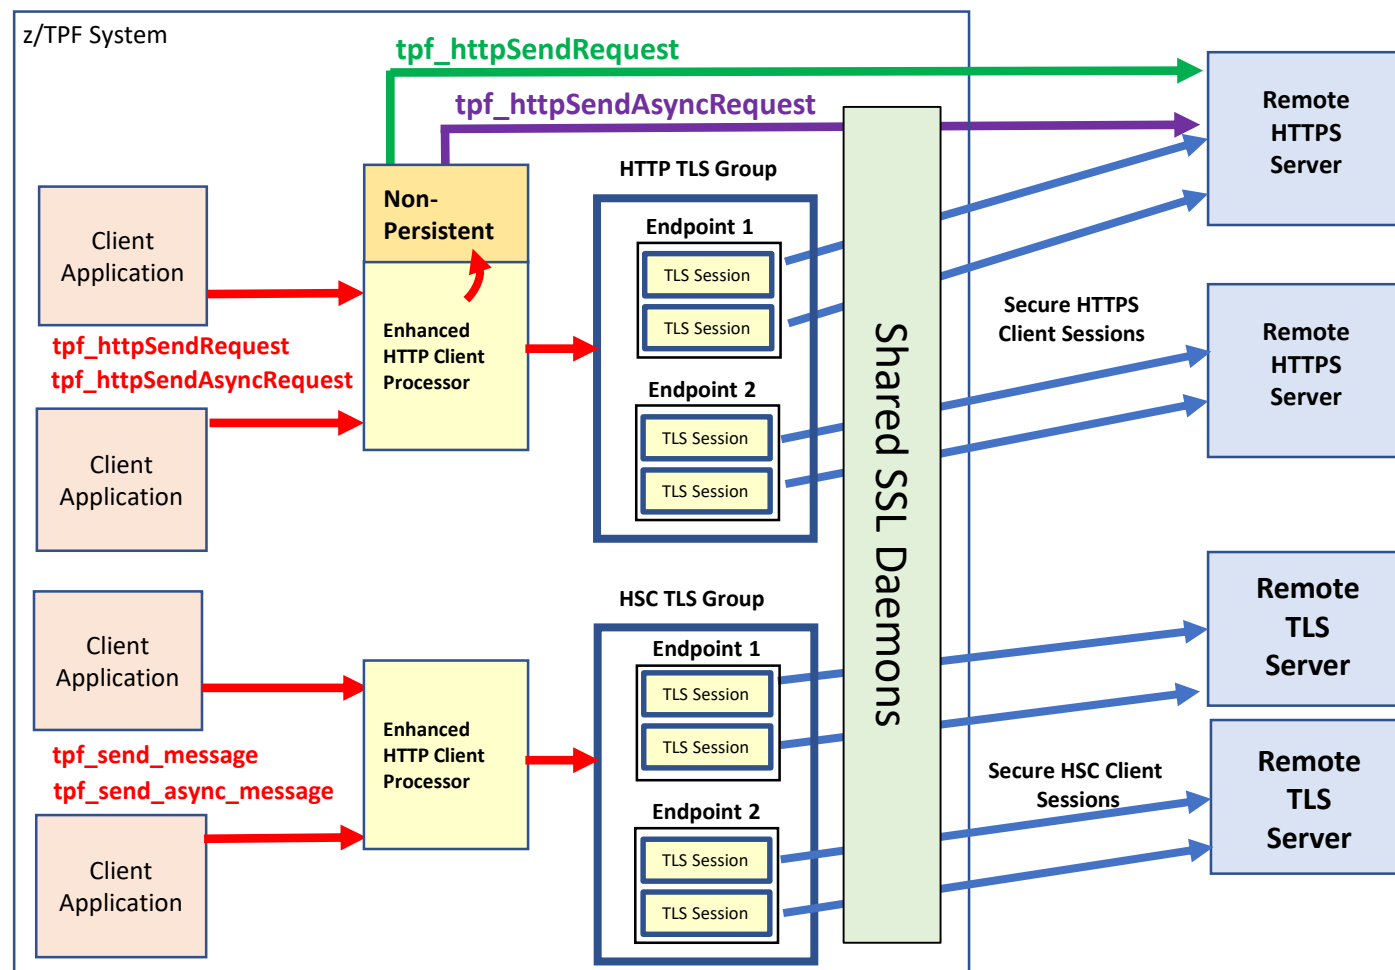 z/TPF System
tpf_httpSendRequest
tpf_httpSendAsyncRequest
Remote
HTTPS
Server
HTTP TLS Group
Non-
Persistent
Client
Application
Endpoint 1
TLS Session
TLS Session
Enhanced
HTTP Client
Processor
Secure HTTPS
Client Sessions
Remote
HTTPS
Server
tpf_httpSendRequest
tpf_httpSendAsyncRequest
Endpoint 2
TLS Session
TLS Session
Client
Application
Shared SSL Daemons
HSC TLS Group
Client
Application
Endpoint 1
TLS Session
TLS Session
Remote
TLS
Server
Enhanced
HTTP Client
Processor
tpf_send_message
tpf_send_async_message
Secure HSC Client
Sessions
Remote
TLS
Server
Endpoint 2
TLS Session
TLS Session
Client
Application